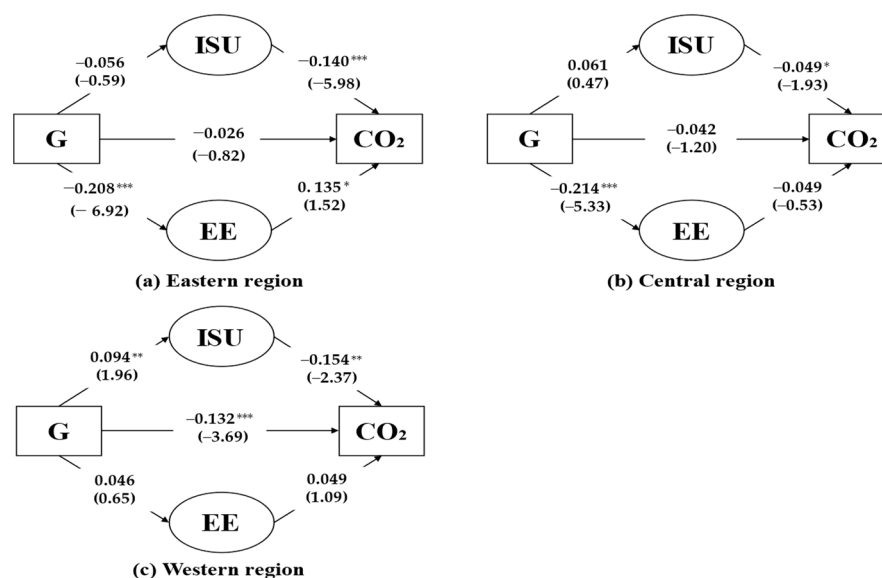 ISU
−0.056
(−0.59)
−0.140***
(−5.98)
G
−0.026
(−0.82)
CO₂
−0.208***
(− 6.92)
0. 135*
(1.52)
EE
(a) Eastern region
ISU
0.061
(0.47)
−0.049*
(−1.93)
G
−0.042
(−1.20)
CO₂
−0.214***
(−5.33)
−0.049
(−0.53)
EE
(b) Central region
ISU
0.094**
(1.96)
−0.154**
(−2.37)
G
−0.132***
(−3.69)
CO₂
0.046
(0.65)
0.049
(1.09)
EE
(c) Western region